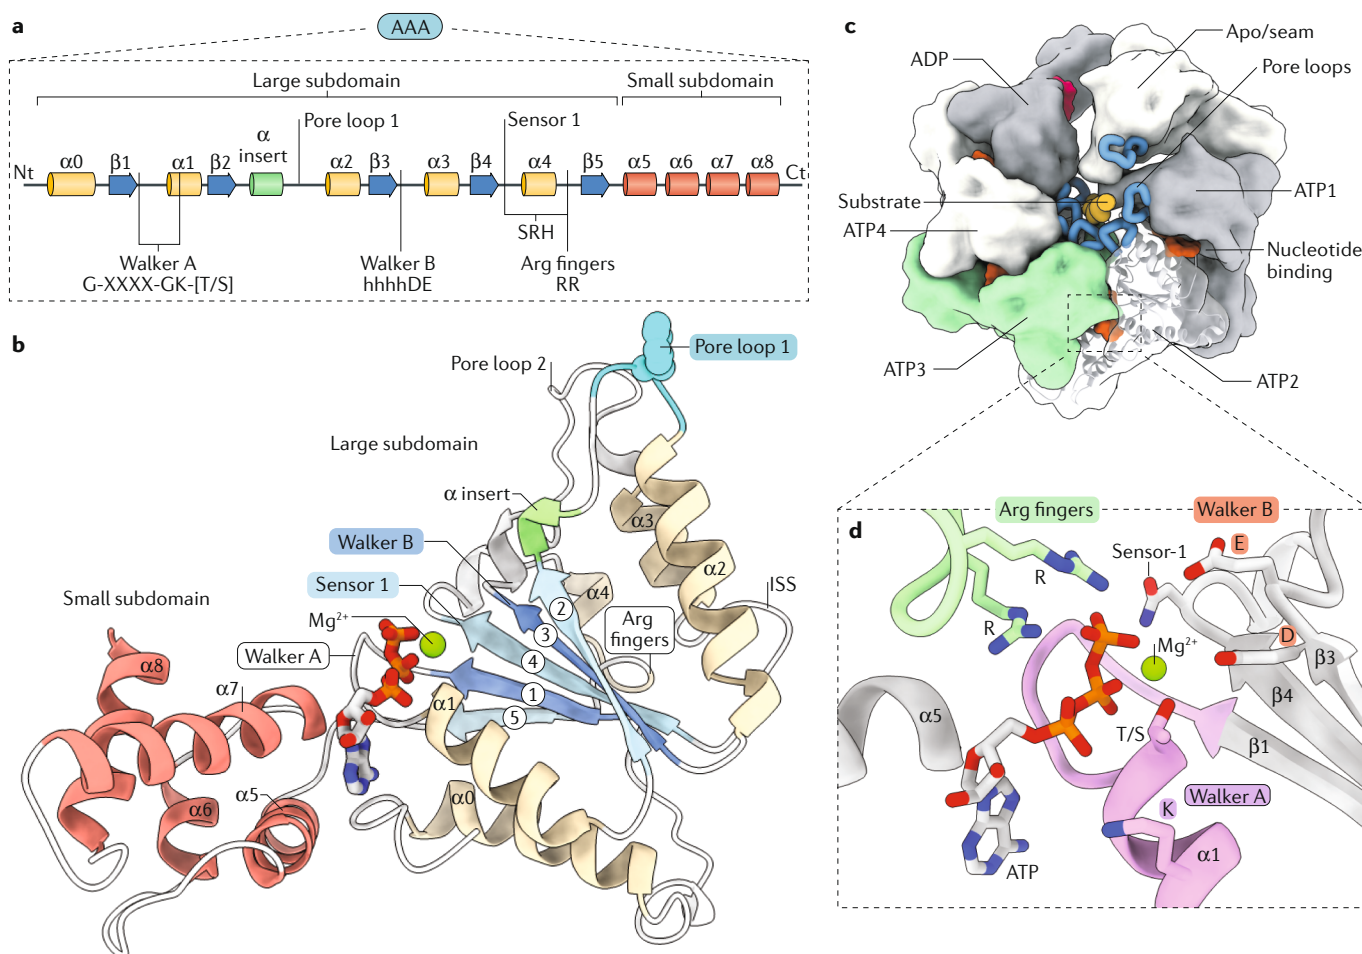 a
AAA
Large subdomain
Small subdomain
Pore loop 1
Sensor 1
Nt
α0
β1
α1
β2
α
insert
α2
β3
α3
β4
α4
β5
α5
α6
α7
α8
Ct
SRH
Walker A
G-XXXX-GK-[T/S]
Walker B
hhhhDE
Arg fingers
RR
b
Pore loop 2
Pore loop 1
Large subdomain
α insert
α3
Walker B
α2
Sensor 1
α4
ISS
Small subdomain
2
Mg²⁺
3
Arg
fingers
Walker A
4
α8
α7
1
α1
5
α5
α0
α6
c
Apo/seam
ADP
Pore loops
Substrate
ATP1
ATP4
Nucleotide
binding
ATP3
ATP2
d
Arg fingers
Walker B
E
Sensor-1
R
R
D
Mg²⁺
β3
β4
α5
T/S
β1
K
Walker A
α1
ATP